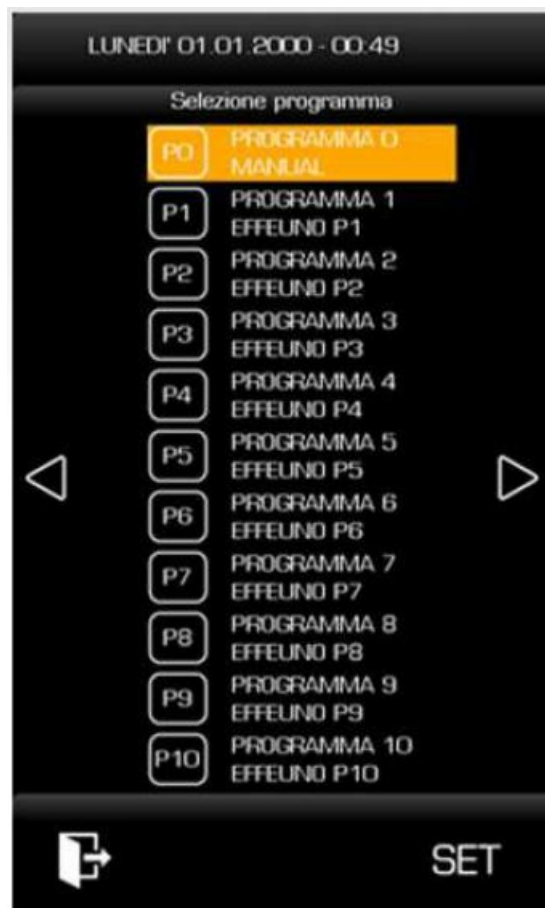 LUNEDI' 01.01.2000 - 00:49
Selezione programma
P0 PROGRAMMA 0
MANUAL
P1 PROGRAMMA 1
EFFEUNO P1
P2 PROGRAMMA 2
EFFEUNO P2
P3 PROGRAMMA 3
EFFEUNO P3
P4 PROGRAMMA 4
EFFEUNO P4
P5 PROGRAMMA 5
EFFEUNO P5
P6 PROGRAMMA 6
EFFEUNO P6
P7 PROGRAMMA 7
EFFEUNO P7
P8 PROGRAMMA 8
EFFEUNO P8
P9 PROGRAMMA 9
EFFEUNO P9
P10 PROGRAMMA 10
EFFEUNO P10
SET